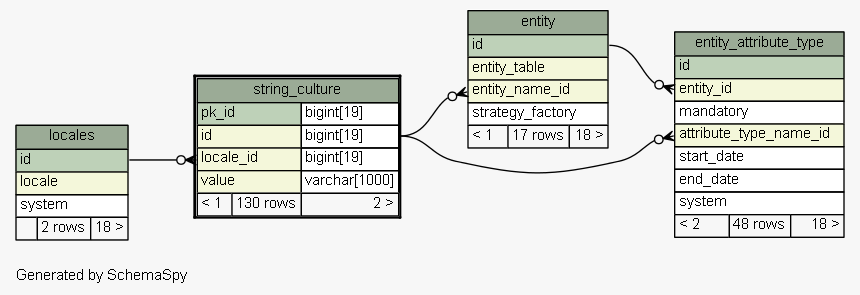 locales
id
locale
system
2 rows 18 >
string_culture
pk_id bigint[19]
id bigint[19]
locale_id bigint[19]
value varchar[1000]
< 1 130 rows 2 >
entity
id
entity_table
entity_name_id
strategy_factory
< 1 17 rows 18 >
entity_attribute_type
id
entity_id
mandatory
attribute_type_name_id
start_date
end_date
system
< 2 48 rows 18 >
Generated by SchemaSpy